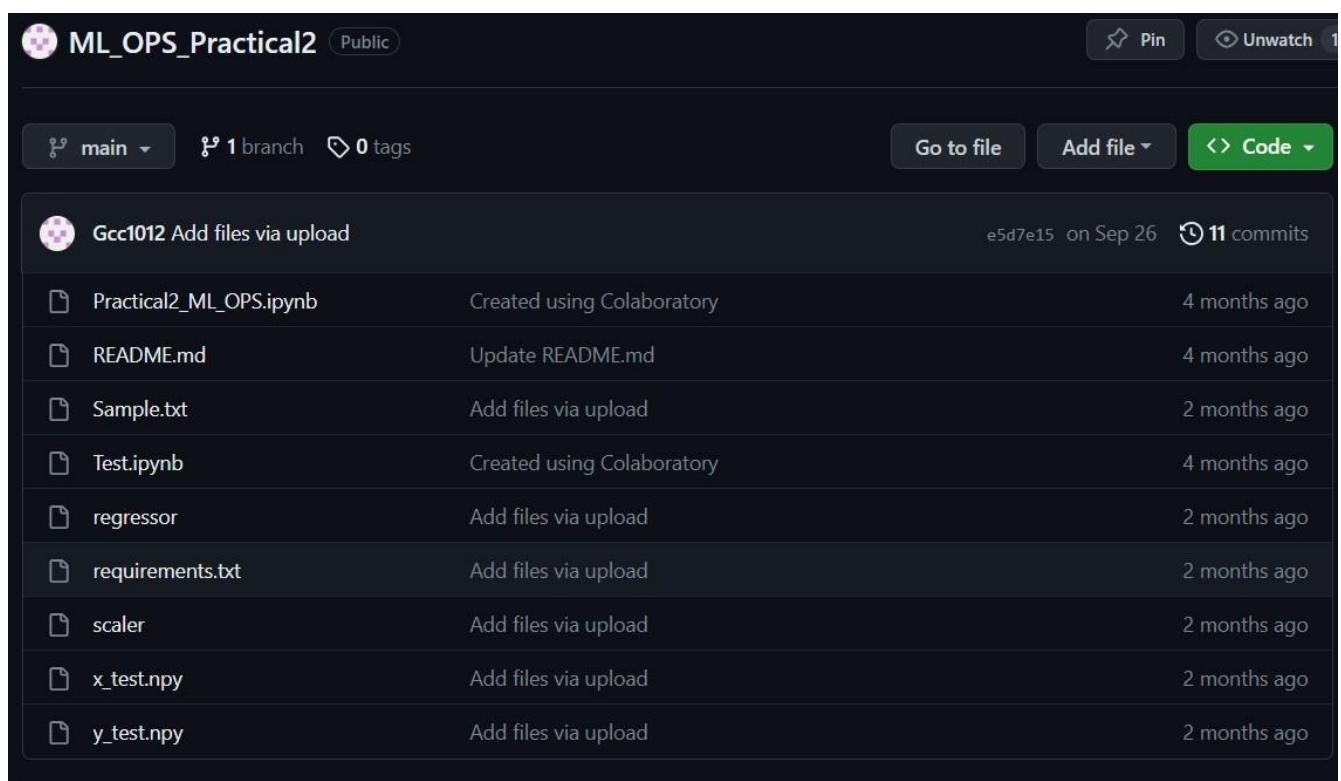 ML_OPS_Practical2 Public Pin Unwatch 1
main 1 branch 0 tags Go to file Add file Code
Gcc1012 Add files via upload e5d7e15 on Sep 26 11 commits
Practical2_ML_OPS.ipynb Created using Colaboratory 4 months ago
README.md Update README.md 4 months ago
Sample.txt Add files via upload 2 months ago
Test.ipynb Created using Colaboratory 4 months ago
regressor Add files via upload 2 months ago
requirements.txt Add files via upload 2 months ago
scaler Add files via upload 2 months ago
x_test.npy Add files via upload 2 months ago
y_test.npy Add files via upload 2 months ago